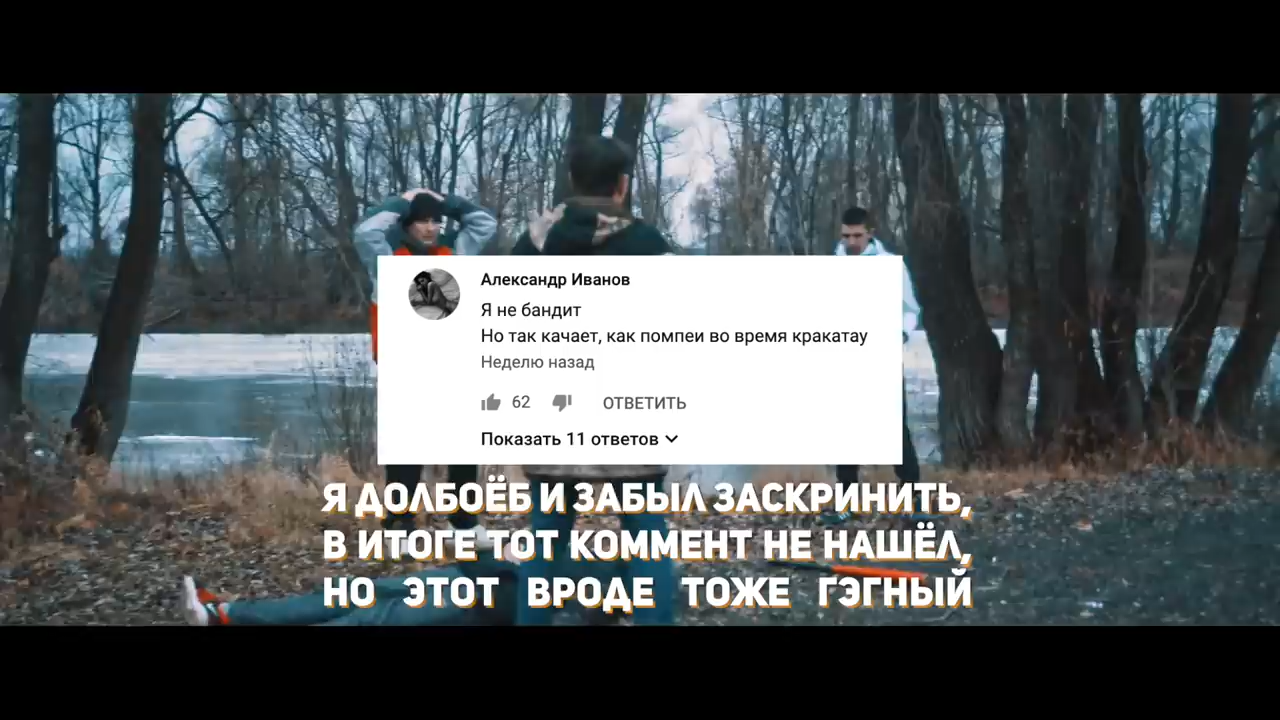 Александр Иванов
Я не бандит
Но так качает, как помпеи во время кракатау
Неделю назад
62 ОТВЕТИТЬ
Показать 11 ответов
Я ДОЛБОЁБ И ЗАБЫЛ ЗАСКРИНИТЬ,
В ИТОГЕ ТОТ КОММЕНТ НЕ НАШЁЛ,
НО ЭТОТ ВРОДЕ ТОЖЕ ГЭГНЫЙ